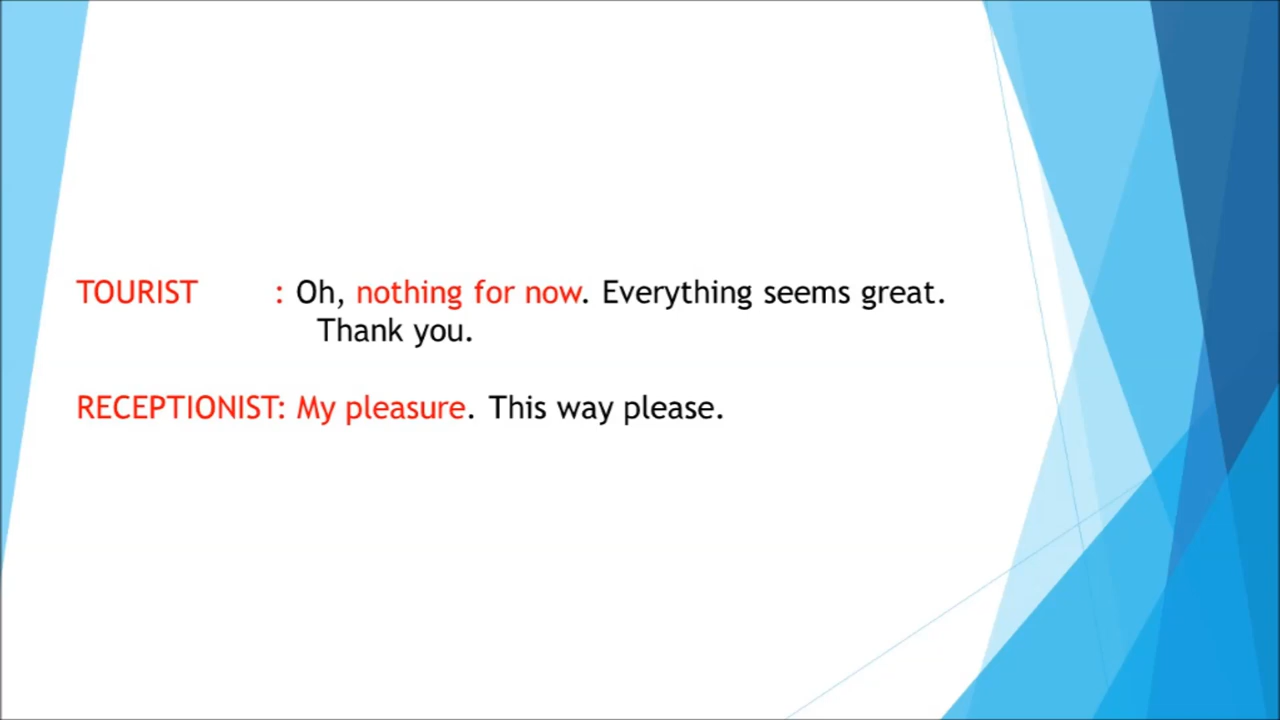 TOURIST : Oh, nothing for now. Everything seems great.
Thank you.
RECEPTIONIST: My pleasure. This way please.